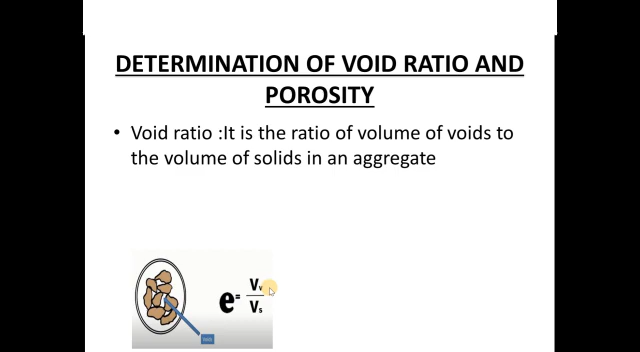 DETERMINATION OF VOID RATIO AND
POROSITY
• Void ratio :It is the ratio of volume of voids to
the volume of solids in an aggregate
e = Vv
Vs